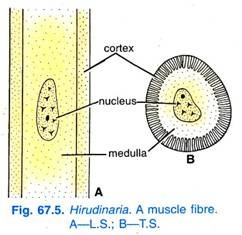 cortex
nucleus
medulla
A
B
Fig. 67.5. Hirudinaria. A muscle fibre.
A—L.S.; B—T.S.